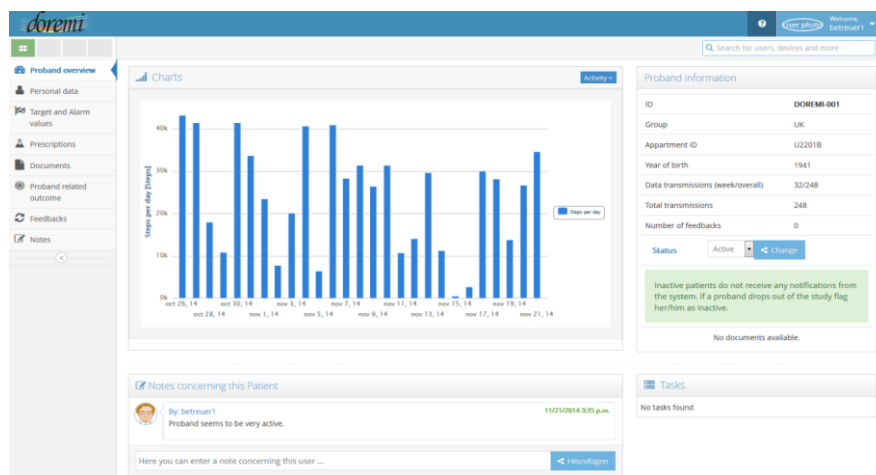 doremi
?
User photo
Welcome,
betreuer1
Search for users, devices and more
Proband overview
Personal data
Target and Alarm
values
Prescriptions
Documents
Proband related
outcome
Feedbacks
Notes
Charts
Activity
40k
30k
20k
10k
0k
Steps per day [Steps]
Steps per day
oct 26, 14 oct 30, 14 nov 3, 14 nov 7, 14 nov 11, 14 nov 15, 14 nov 19, 14
oct 28, 14 nov 1, 14 nov 5, 14 nov 9, 14 nov 13, 14 nov 17, 14 nov 21, 14
Proband Information
ID DOREMI-001
Group UK
Appartment ID U2201B
Year of birth 1941
Data transmissions (week/overall) 32/248
Total transmissions 248
Number of feedbacks 0
Status Active Change
Inactive patients do not receive any notifications from
the system. If a proband drops out of the study flag
her/him as inactive.
No documents available.
Notes concerning this Patient
By: betreuer1 11/21/2014 3:35 p.m.
Proband seems to be very active.
Here you can enter a note concerning this user ... Hinzufügen
Tasks
No tasks found